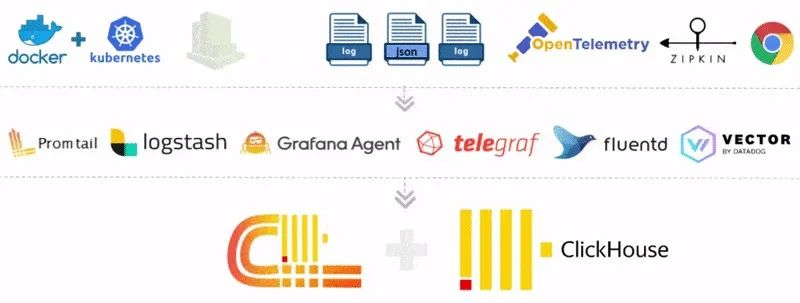 docker
kubernetes
log
json
log
OpenTelemetry
ZIPKIN
Promtail
logstash
Grafana Agent
telegraf
fluentd
VECTOR
BY DATADOG
ClickHouse